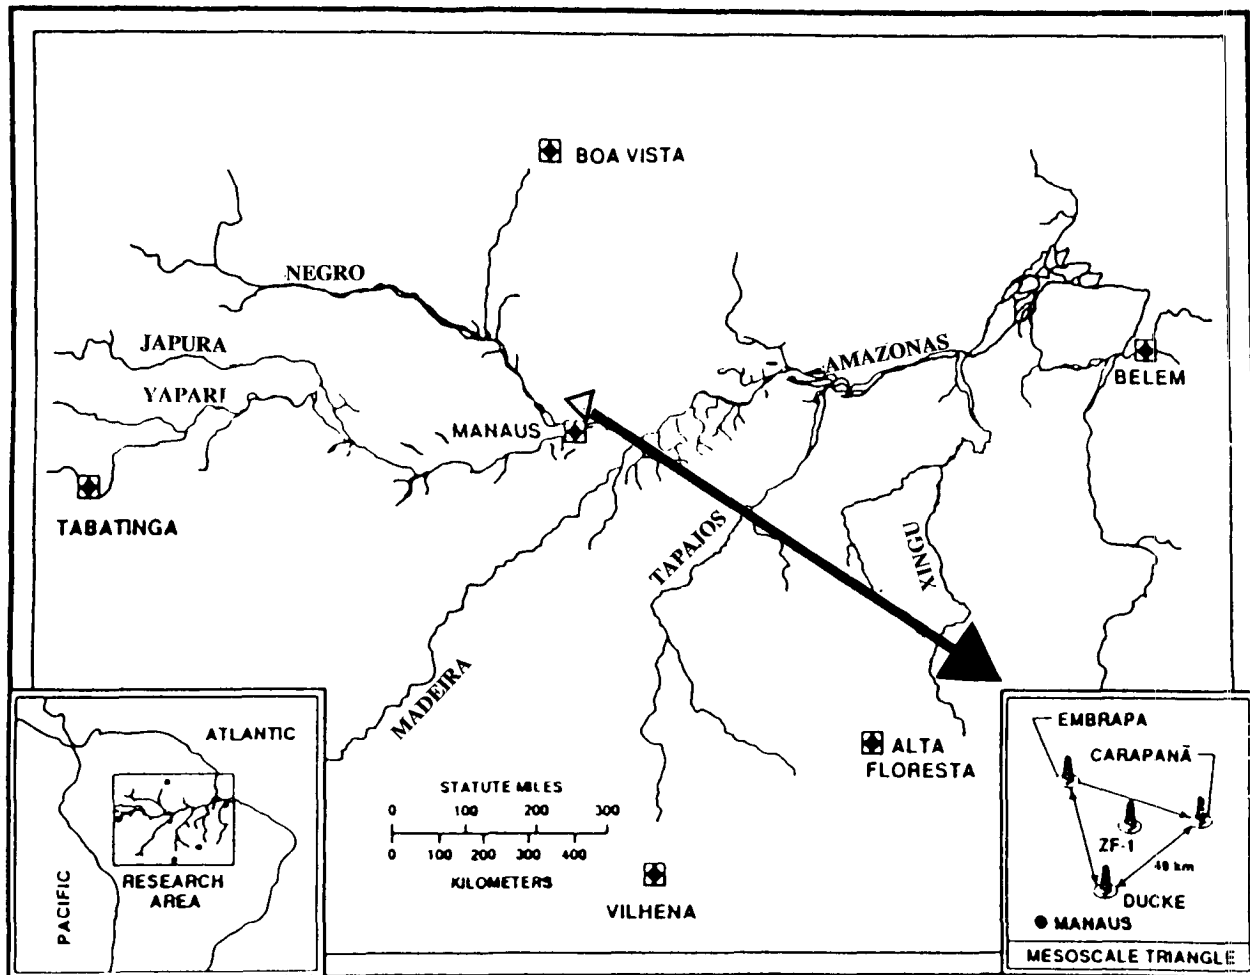 BOA VISTA
NEGRO
JAPURA
YAPARI
AMAZONAS
BELEM
MANAUS
TABATINGA
TAPAJOS
XINGU
MADEIRA
ALTA
FLORESTA
STATUTE MILES
0 100 200 300
0 100 200 300 400
KILOMETERS
VILHENA
ATLANTIC
PACIFIC
RESEARCH
AREA
EMBRAPA
CARAPANÃ
ZF-1
40 km
DUCKE
MANAUS
MESOSCALE TRIANGLE